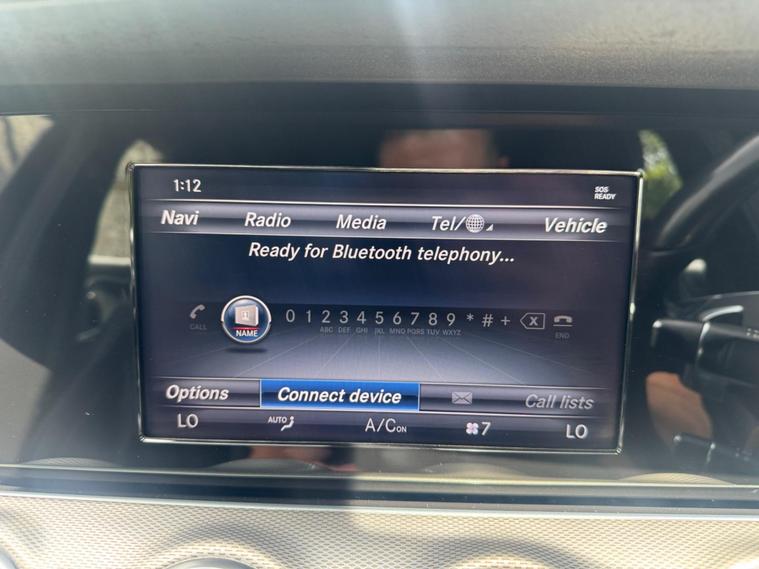 1:12
SOS
READY
Navi Radio Media Tel/ Vehicle
Ready for Bluetooth telephony...
NAME 0 1 2 3 4 5 6 7 8 9 * # +
CALL ABC DEF GHI JKL MNO PQRS TUV WXYZ END
Options Connect device Call lists
LO AUTO A/C ON 7 LO